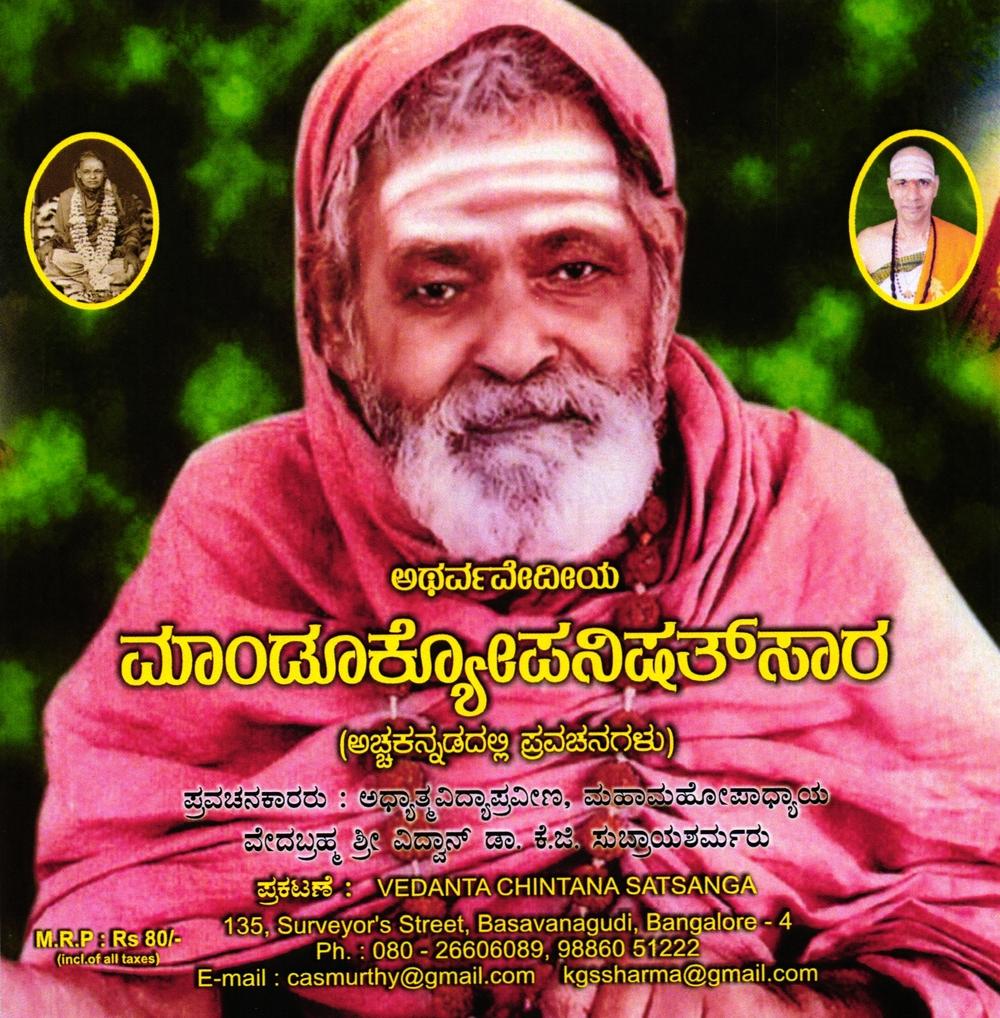 ಅಥರ್ವವೇದೀಯ
ಮಾಂಡೂಕ್ಯೋಪನಿಷತ್‌ಸಾರ
(ಅಚ್ಚಕನ್ನಡದಲ್ಲಿ ಪ್ರವಚನಗಳು)
ಪ್ರವಚನಕಾರರು : ಅಧ್ಯಾತ್ಮವಿದ್ಯಾಪ್ರವೀಣ, ಮಹಾಮಹೋಪಾಧ್ಯಾಯ
ವೇದಬ್ರಹ್ಮ ಶ್ರೀ ವಿದ್ವಾನ್ ಡಾ. ಕೆ.ಜಿ. ಸುಬ್ರಾಯಶರ್ಮರು
ಪ್ರಕಟಣೆ : VEDANTA CHINTANA SATSANGA
135, Surveyor's Street, Basavanagudi, Bangalore - 4
Ph. : 080 - 26606089, 98860 51222
E-mail : casmurthy@gmail.com kgssharma@gmail.com
M.R.P : Rs 80/-
(incl.of all taxes)